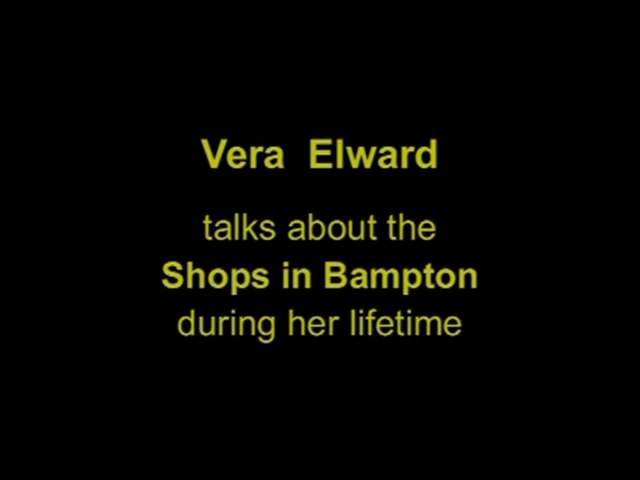 Vera Elward
talks about the
Shops in Bampton
during her lifetime